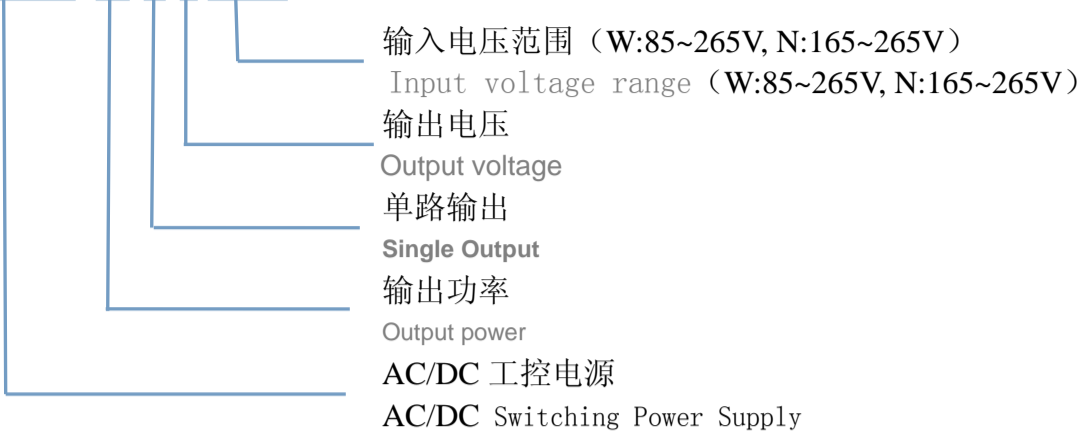 输入电压范围（W:85~265V, N:165~265V）
Input voltage range（W:85~265V, N:165~265V）
输出电压
Output voltage
单路输出
Single Output
输出功率
Output power
AC/DC 工控电源
AC/DC Switching Power Supply